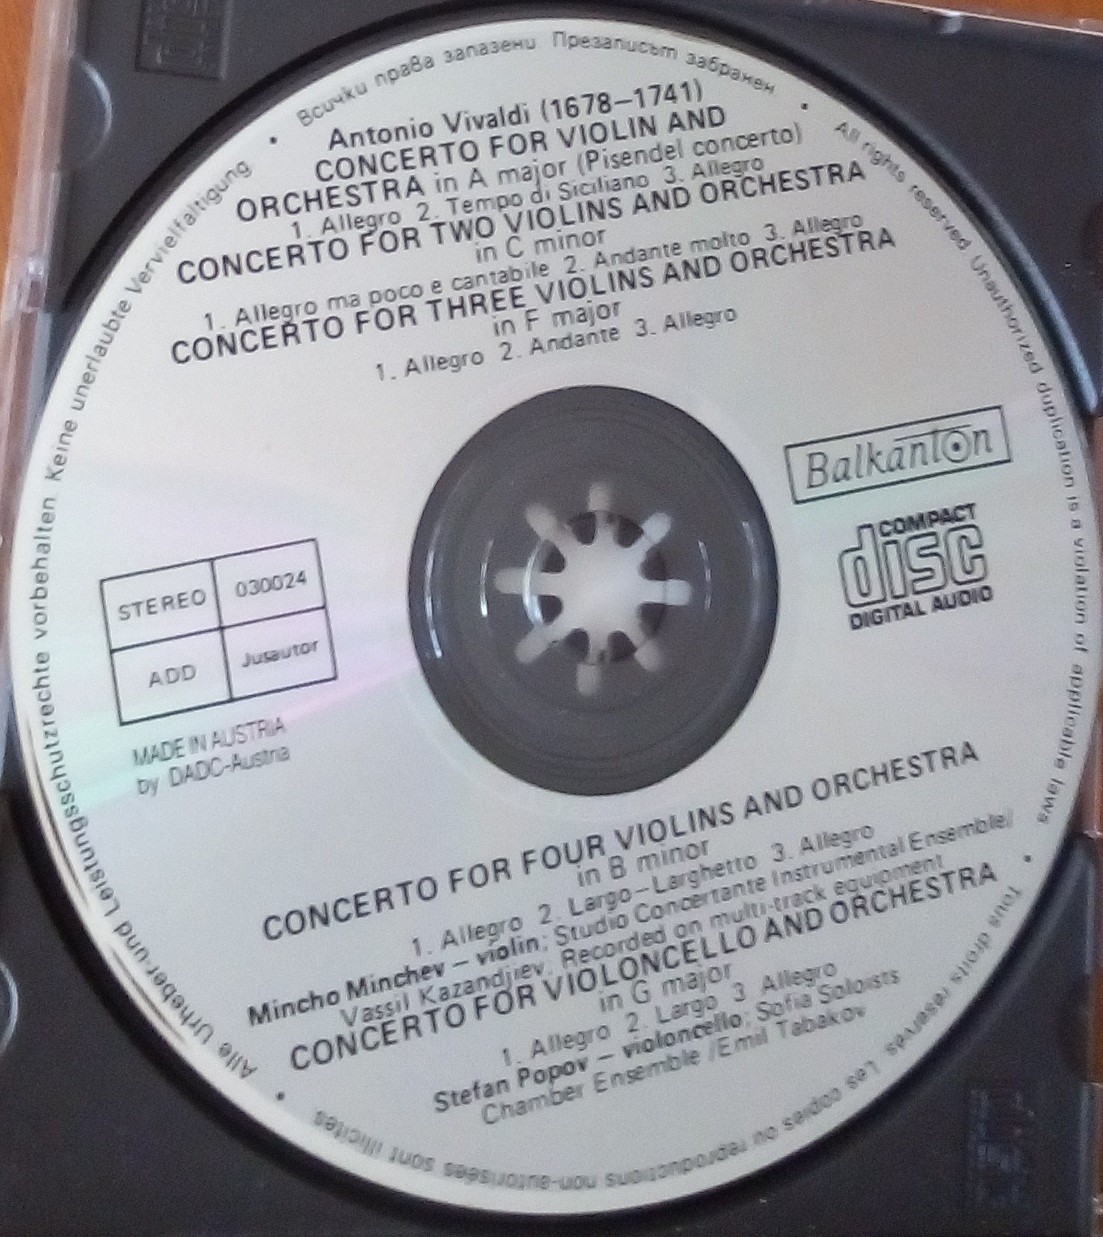 Всички права запазени Презаписът забранен
All rights reserved Unauthorized duplication is a violation of applicable laws
Tous droits réservés Les copies ou reproductions non-autorisées sont illicites
Alle Urheber-und Leistungsschutzrechte vorbehalten Keine unerlaubte Vervielfältigung
Antonio Vivaldi (1678–1741)
CONCERTO FOR VIOLIN AND
ORCHESTRA in A major (Pisendel concerto)
1. Allegro 2. Tempo di Siciliano 3. Allegro
CONCERTO FOR TWO VIOLINS AND ORCHESTRA
in C minor
1. Allegro ma poco e cantabile 2. Andante molto 3. Allegro
CONCERTO FOR THREE VIOLINS AND ORCHESTRA
in F major
1. Allegro 2. Andante 3. Allegro
Balkanton
COMPACT
disc
DIGITAL AUDIO
STEREO 030024
ADD Jusautor
MADE IN AUSTRIA
by DADC-Austria
CONCERTO FOR FOUR VIOLINS AND ORCHESTRA
in B minor
1. Allegro 2. Largo–Larghetto 3. Allegro
Mincho Minchev – violin; Studio Concertante Instrumental Ensemble/
Vassil Kazandjiev. Recorded on multi-track equipment
CONCERTO FOR VIOLONCELLO AND ORCHESTRA
in G major
1. Allegro 2. Largo 3 Allegro
Stefan Popov – violoncello; Sofia Soloists
Chamber Ensemble /Emil Tabakov